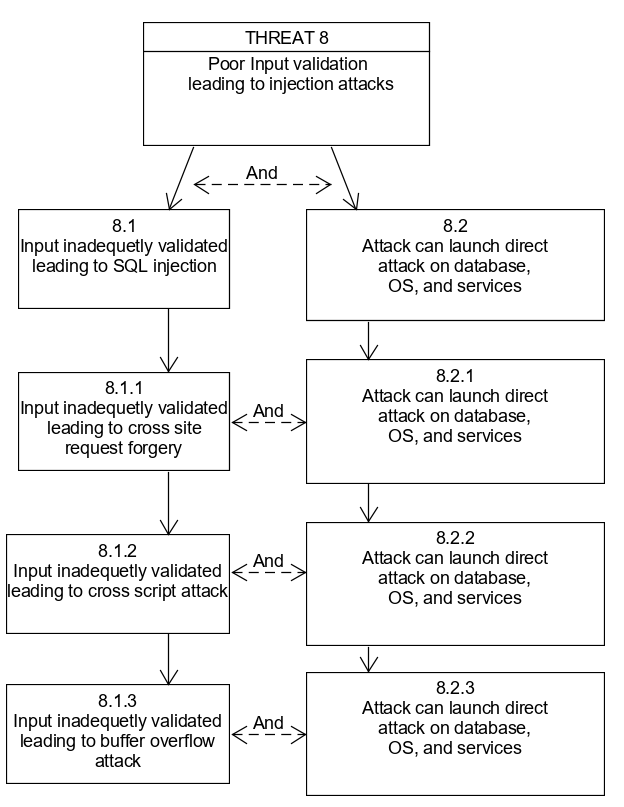 THREAT 8
Poor Input validation
leading to injection attacks
And
8.1
Input inadequetly validated
leading to SQL injection
8.2
Attack can launch direct
attack on database,
OS, and services
8.1.1
Input inadequetly validated
leading to cross site
request forgery
And
8.2.1
Attack can launch direct
attack on database,
OS, and services
8.1.2
Input inadequetly validated
leading to cross script attack
And
8.2.2
Attack can launch direct
attack on database,
OS, and services
8.1.3
Input inadequetly validated
leading to buffer overflow
attack
And
8.2.3
Attack can launch direct
attack on database,
OS, and services